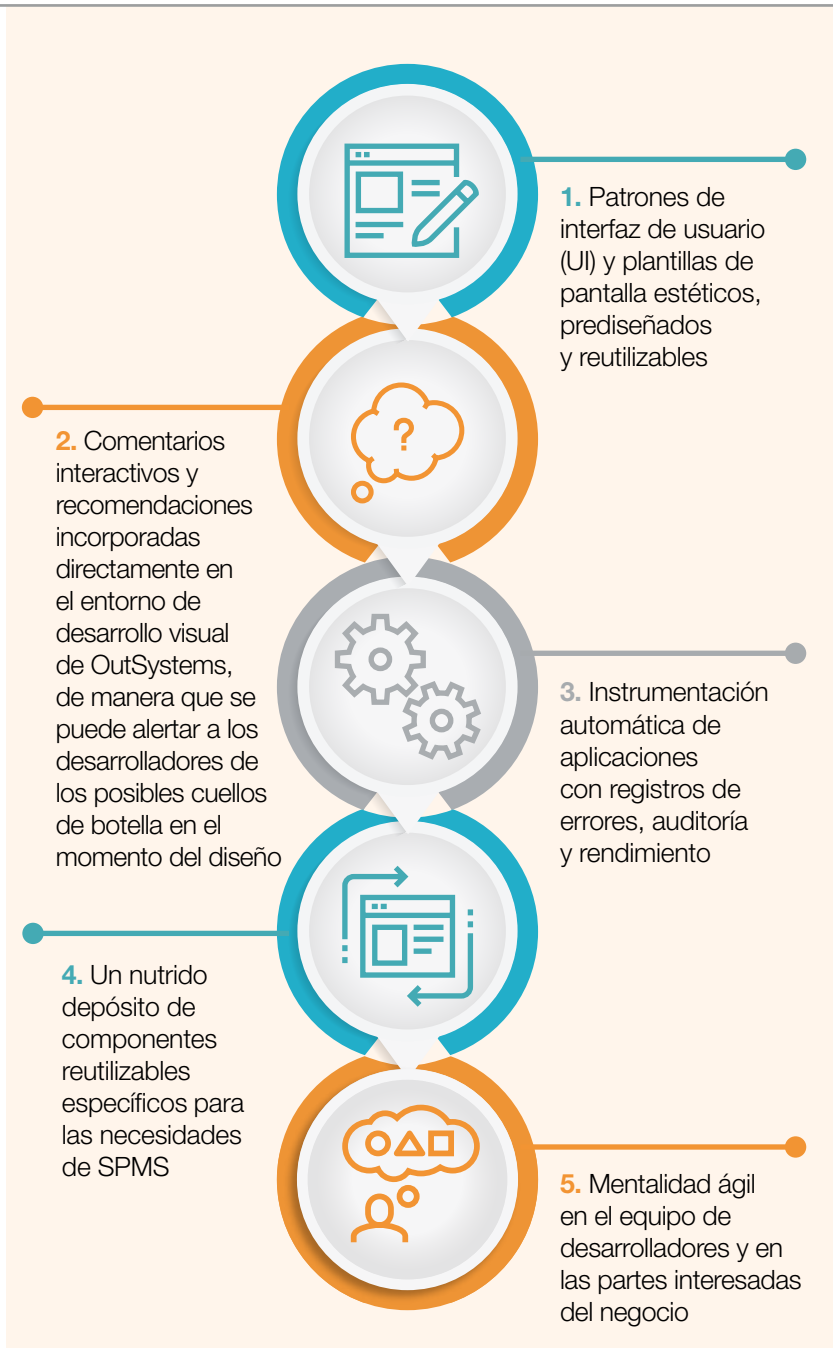 1. Patrones de
interfaz de usuario
(UI) y plantillas de
pantalla estéticos,
prediseñados
y reutilizables
?
2. Comentarios
interactivos y
recomendaciones
incorporadas
directamente en
el entorno de
desarrollo visual
de OutSystems,
de manera que se
puede alertar a los
desarrolladores de
los posibles cuellos
de botella en el
momento del diseño
3. Instrumentación
automática de
aplicaciones
con registros de
errores, auditoría
y rendimiento
4. Un nutrido
depósito de
componentes
reutilizables
específicos para
las necesidades
de SPMS
5. Mentalidad ágil
en el equipo de
desarrolladores y en
las partes interesadas
del negocio